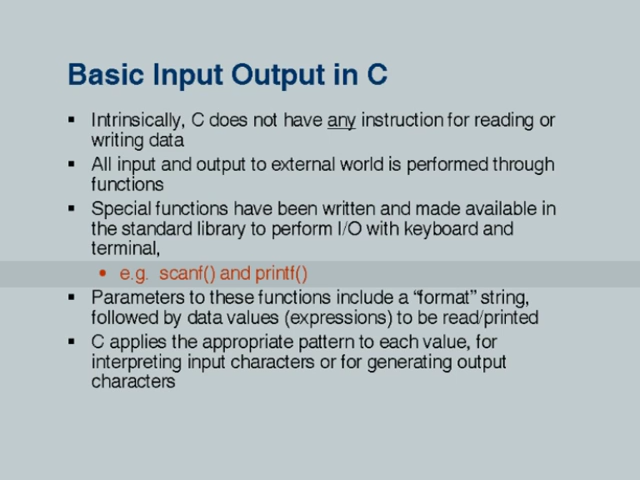 Basic Input Output in C
▪ Intrinsically, C does not have any instruction for reading or
writing data
▪ All input and output to external world is performed through
functions
▪ Special functions have been written and made available in
the standard library to perform I/O with keyboard and
terminal,
• e.g. scanf() and printf()
▪ Parameters to these functions include a “format” string,
followed by data values (expressions) to be read/printed
▪ C applies the appropriate pattern to each value, for
interpreting input characters or for generating output
characters